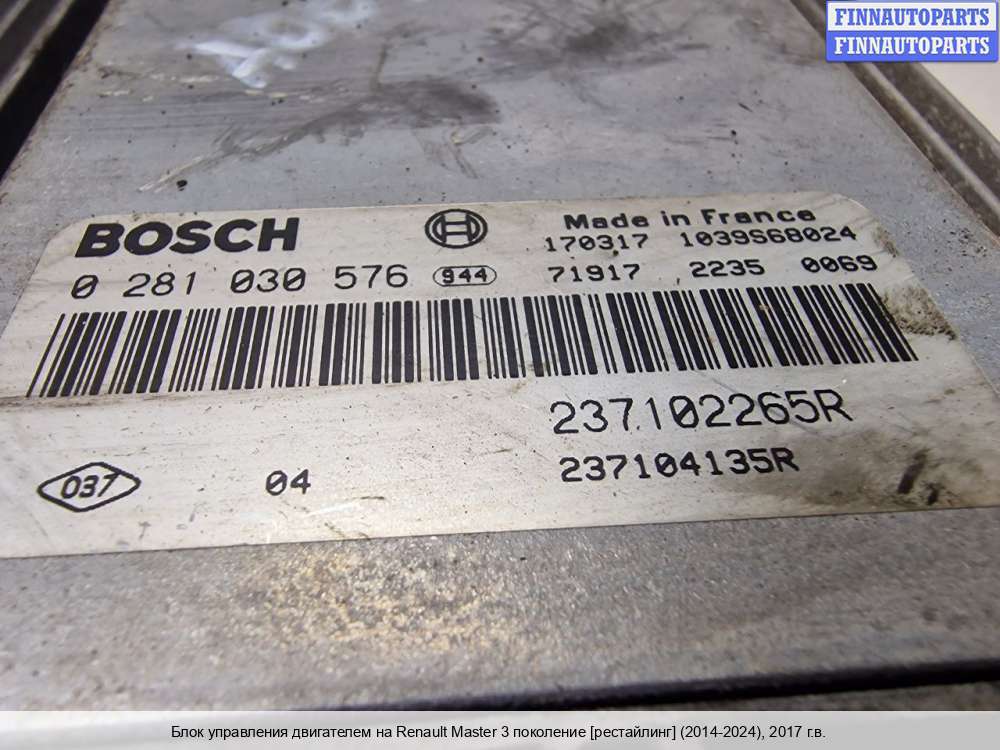 FINNAUTOPARTS
FINNAUTOPARTS
BOSCH
Made in France
0 281 030 576 944
170317 1039S68024
71917 2235 0069
237102265R
237104135R
037 04
Блок управления двигателем на Renault Master 3 поколение [рестайлинг] (2014-2024), 2017 г.в.